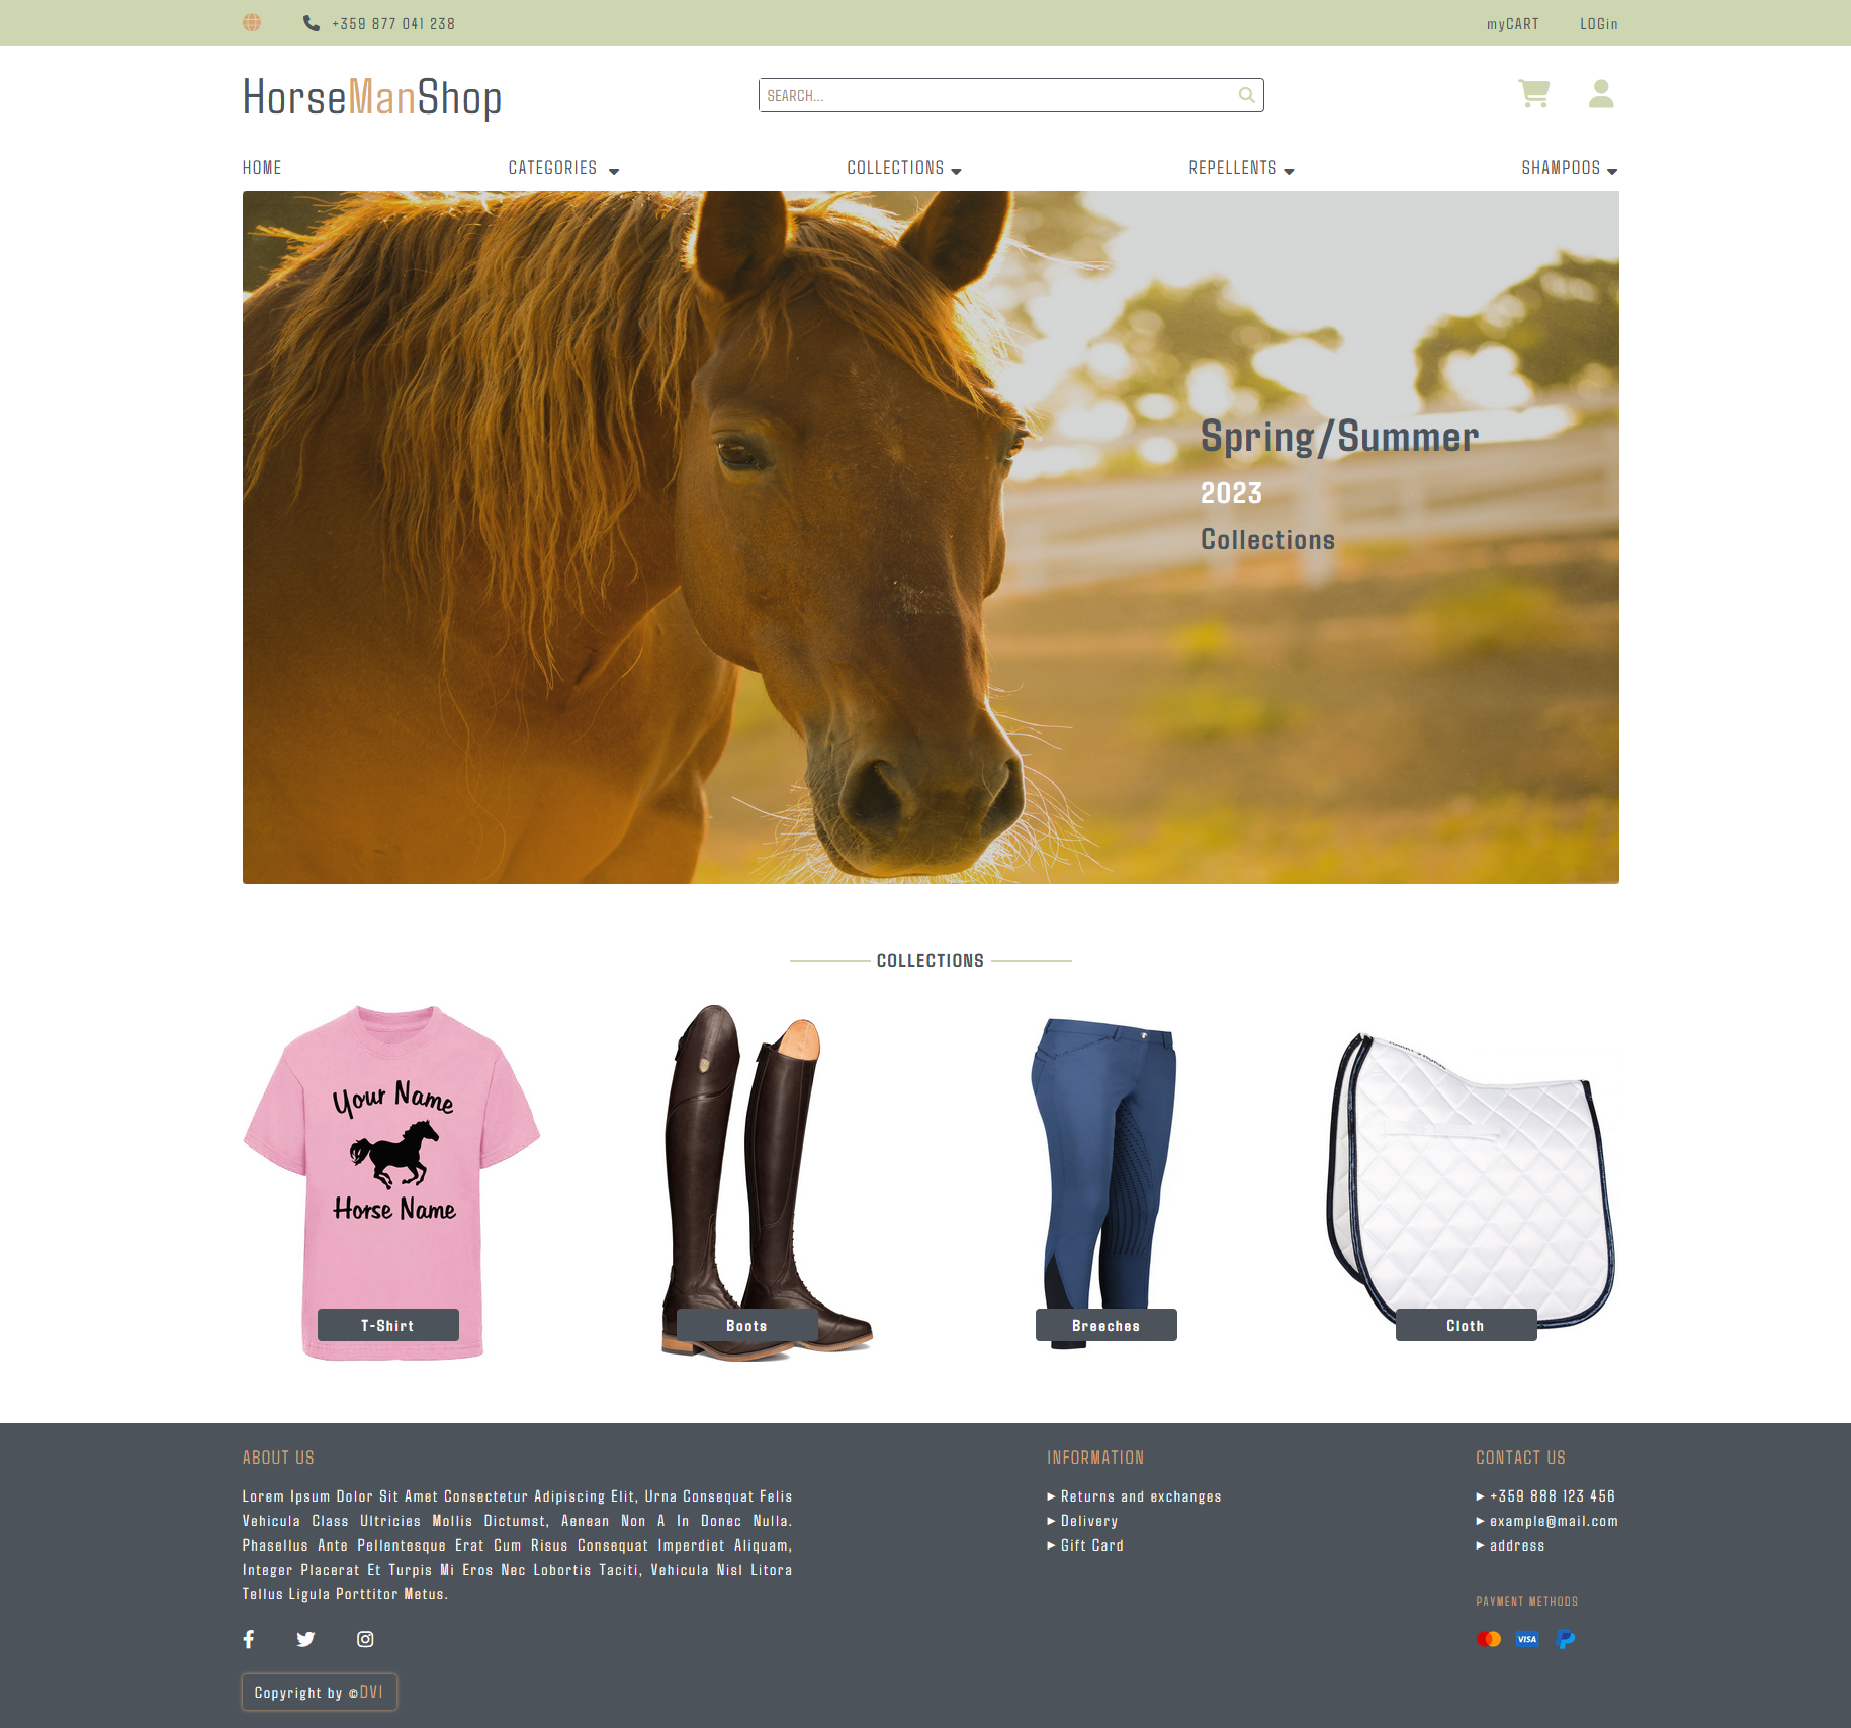 +359 877 041 238
myCART
LOGin
HorseManShop
SEARCH...
HOME
CATEGORIES
COLLECTIONS
REPELLENTS
SHAMPOOS
Spring/Summer
2023
Collections
COLLECTIONS
Your Name
Horse Name
T-Shirt
Boots
Breeches
Cloth
ABOUT US
Lorem Ipsum Dolor Sit Amet Consectetur Adipiscing Elit, Urna Consequat Felis
Vehicula Class Ultricies Mollis Dictumst, Aenean Non A In Donec Nulla.
Phasellus Ante Pellentesque Erat Cum Risus Consequat Imperdiet Aliquam,
Integer Placerat Et Turpis Mi Eros Nec Lobortis Taciti, Vehicula Nisl Litora
Tellus Ligula Porttitor Metus.
Copyright by ©DVI
INFORMATION
Returns and exchanges
Delivery
Gift Card
CONTACT US
+359 888 123 456
example@mail.com
address
PAYMENT METHODS
VISA